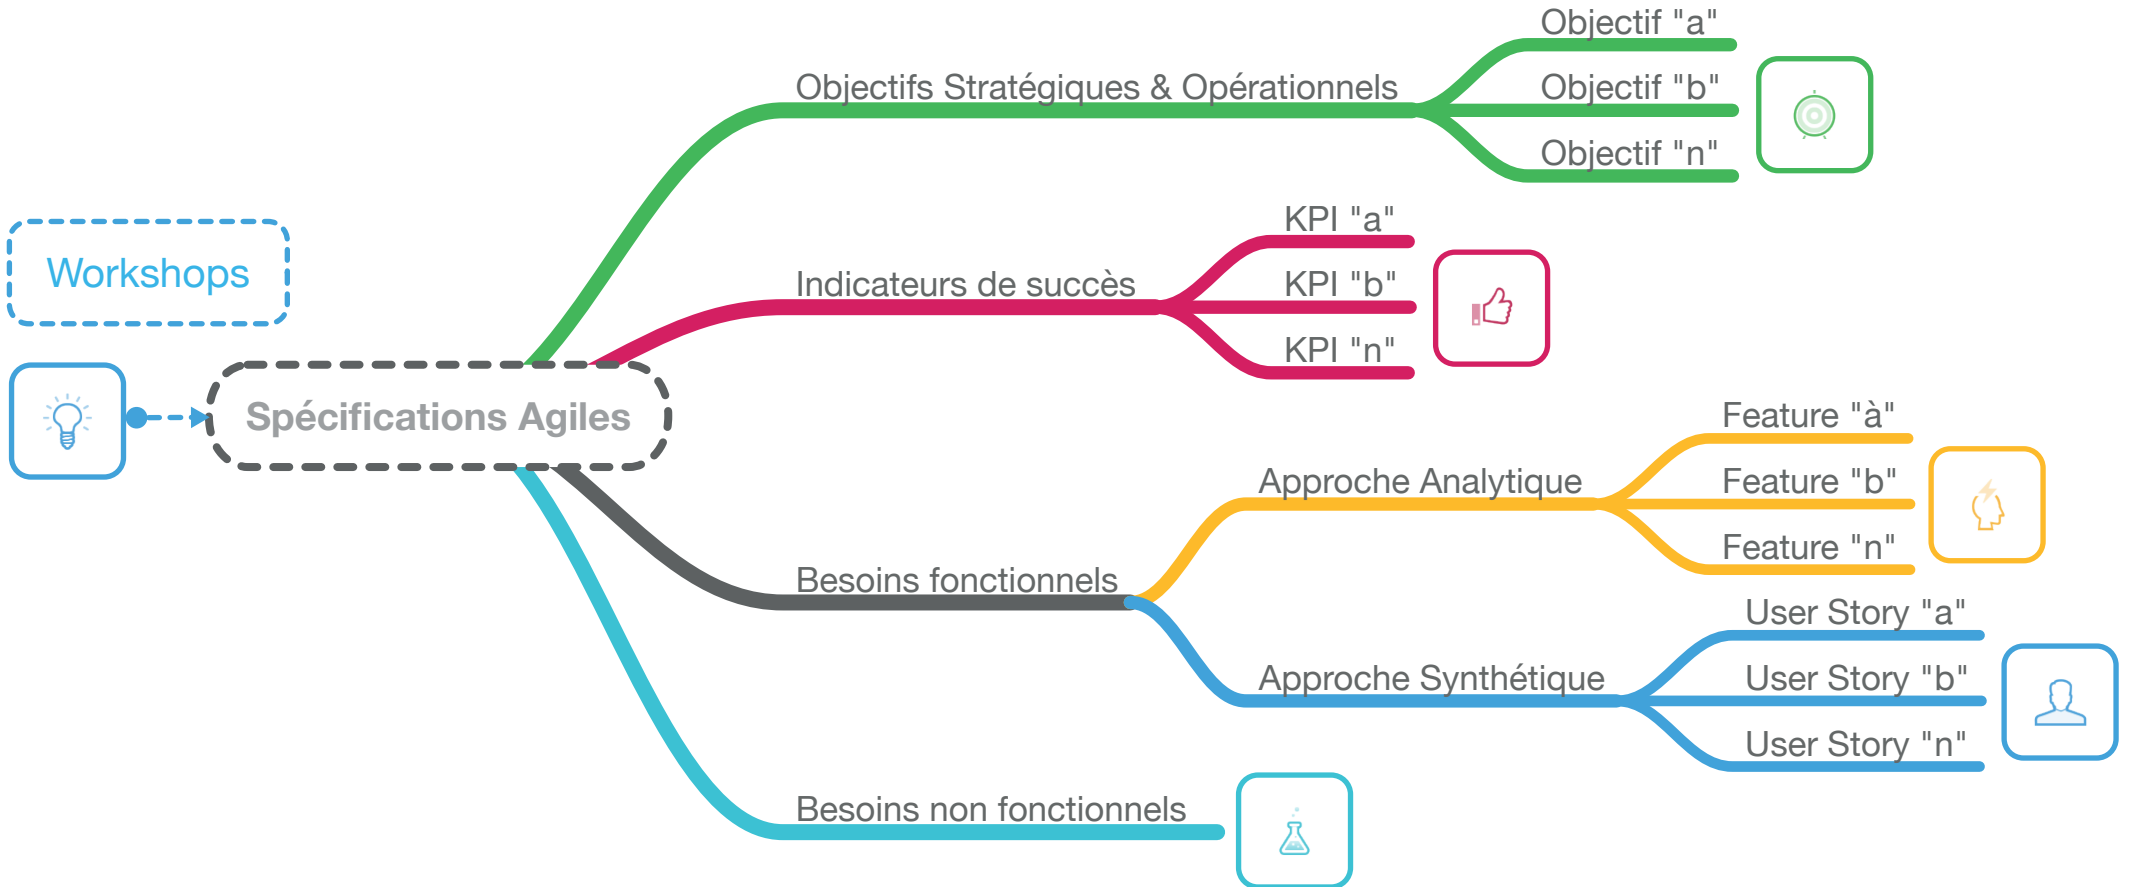 Workshops
Spécifications Agiles
Objectifs Stratégiques & Opérationnels
Objectif "a"
Objectif "b"
Objectif "n"
Indicateurs de succès
KPI "a"
KPI "b"
KPI "n"
Besoins fonctionnels
Approche Analytique
Feature "à"
Feature "b"
Feature "n"
Approche Synthétique
User Story "a"
User Story "b"
User Story "n"
Besoins non fonctionnels